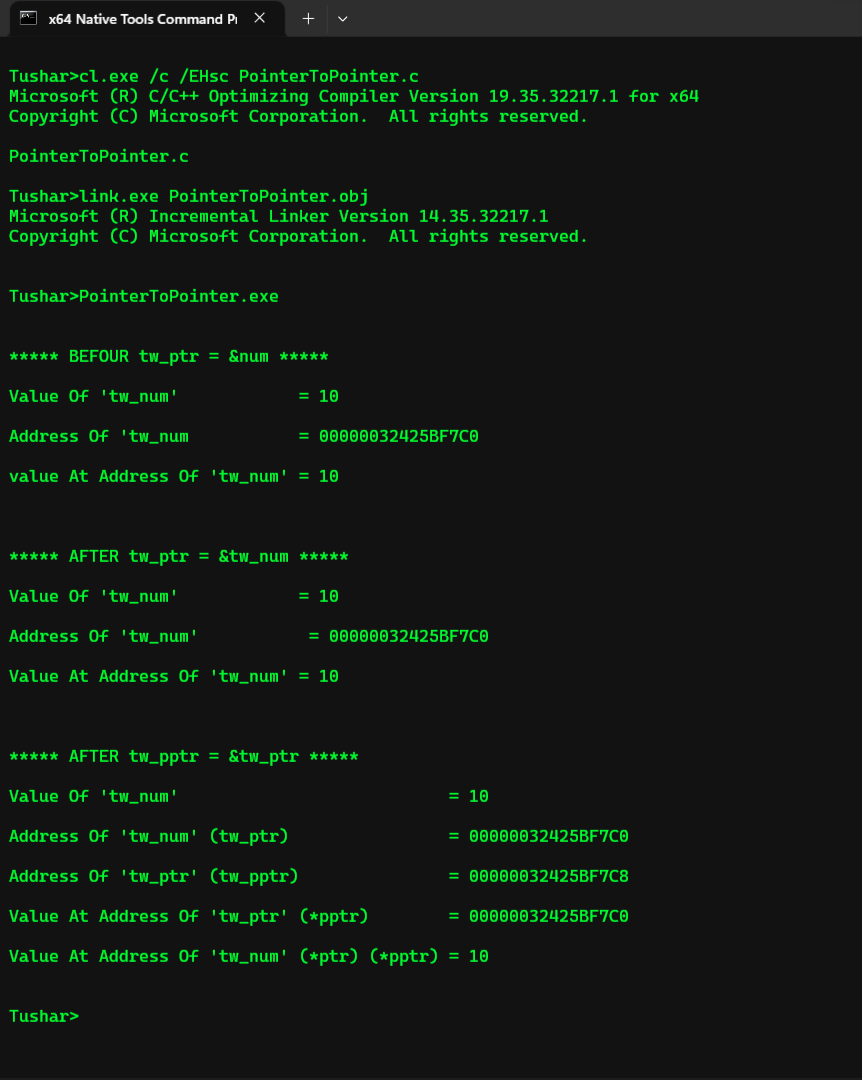 x64 Native Tools Command Pr
Tushar>cl.exe /c /EHsc PointerToPointer.c
Microsoft (R) C/C++ Optimizing Compiler Version 19.35.32217.1 for x64
Copyright (C) Microsoft Corporation.  All rights reserved.
PointerToPointer.c
Tushar>link.exe PointerToPointer.obj
Microsoft (R) Incremental Linker Version 14.35.32217.1
Copyright (C) Microsoft Corporation.  All rights reserved.
Tushar>PointerToPointer.exe
***** BEFOUR tw_ptr = &num *****
Value Of 'tw_num'            = 10
Address Of 'tw_num           = 00000032425BF7C0
value At Address Of 'tw_num' = 10
***** AFTER tw_ptr = &tw_num *****
Value Of 'tw_num'            = 10
Address Of 'tw_num'           = 00000032425BF7C0
Value At Address Of 'tw_num' = 10
***** AFTER tw_pptr = &tw_ptr *****
Value Of 'tw_num'                           = 10
Address Of 'tw_num' (tw_ptr)                = 00000032425BF7C0
Address Of 'tw_ptr' (tw_pptr)               = 00000032425BF7C8
Value At Address Of 'tw_ptr' (*pptr)        = 00000032425BF7C0
Value At Address Of 'tw_num' (*ptr) (*pptr) = 10
Tushar>